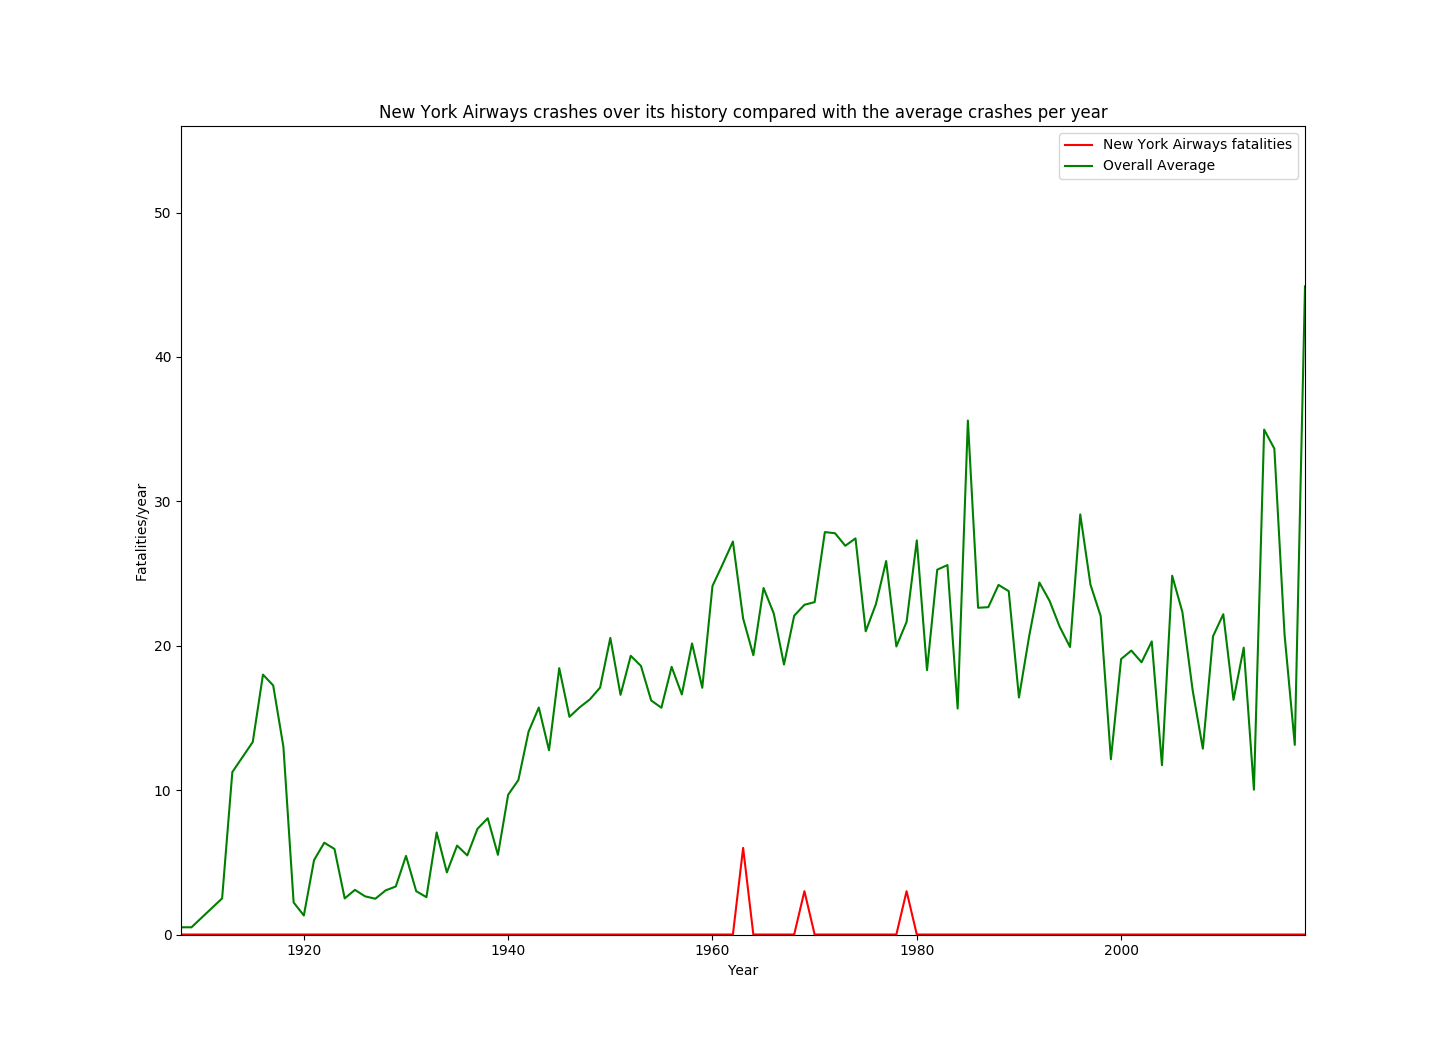 New York Airways crashes over its history compared with the average crashes per year
New York Airways fatalities
Overall Average
Fatalities/year
50
40
30
20
10
0
1920
1940
1960
1980
2000
Year